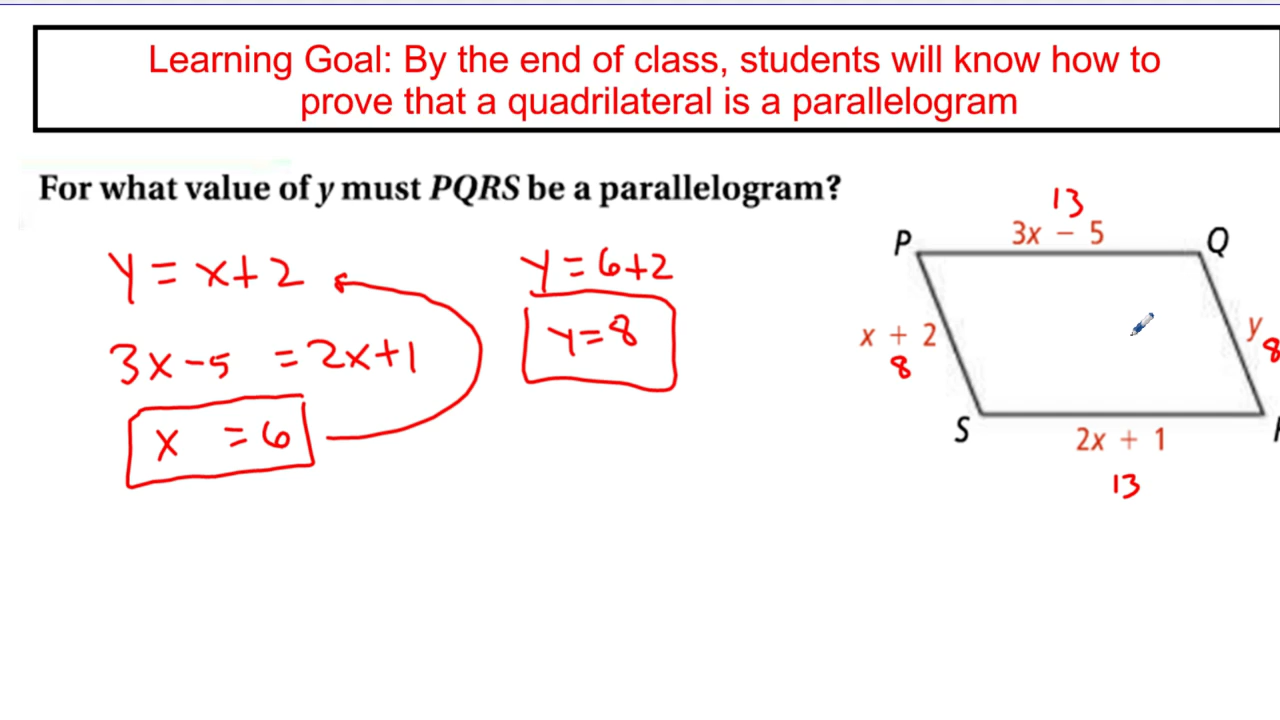 Learning Goal: By the end of class, students will know how to
prove that a quadrilateral is a parallelogram
For what value of y must PQRS be a parallelogram?
y = x+2
3x-5 = 2x+1
x = 6
y = 6+2
y = 8
13
3x − 5
P
Q
x + 2
8
y
8
S
2x + 1
13